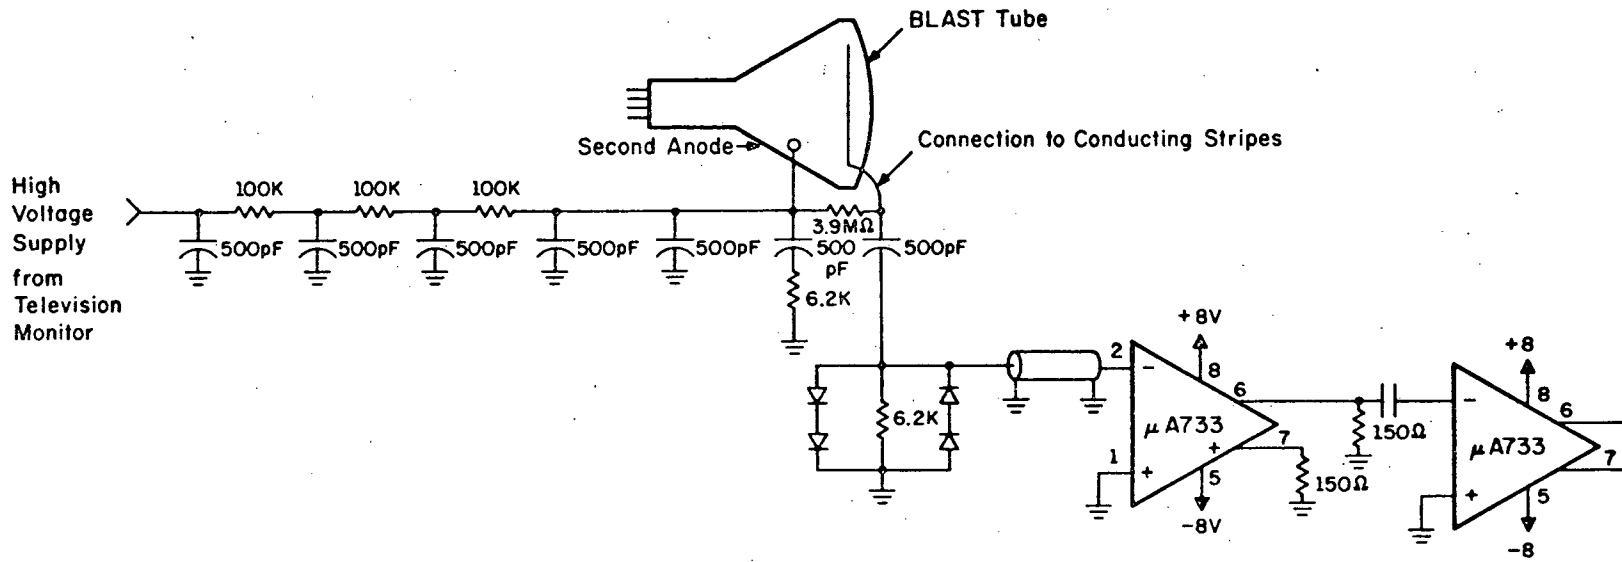 BLAST Tube
Second Anode
Connection to Conducting Stripes
High
Voltage
Supply
from
Television
Monitor
100K
100K
100K
500pF
500pF
500pF
500pF
500pF
3.9MΩ
500
pF
500pF
6.2K
6.2K
2
1
-
+
μA733
+8V
8
6
+
7
5
-8V
150Ω
150Ω
-
+
μA733
+8
8
6
7
5
-8